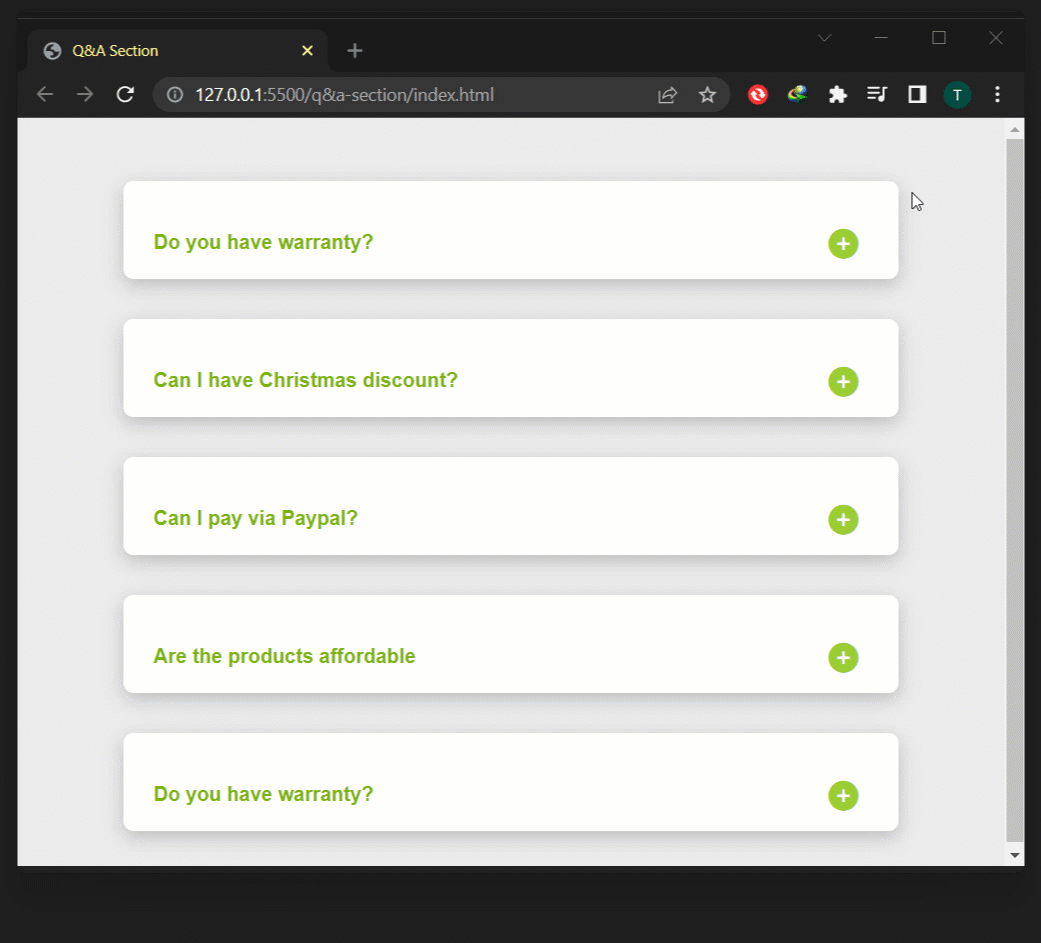 Q&A Section
127.0.0.1:5500/q&a-section/index.html
T
Do you have warranty?
Can I have Christmas discount?
Can I pay via Paypal?
Are the products affordable
Do you have warranty?